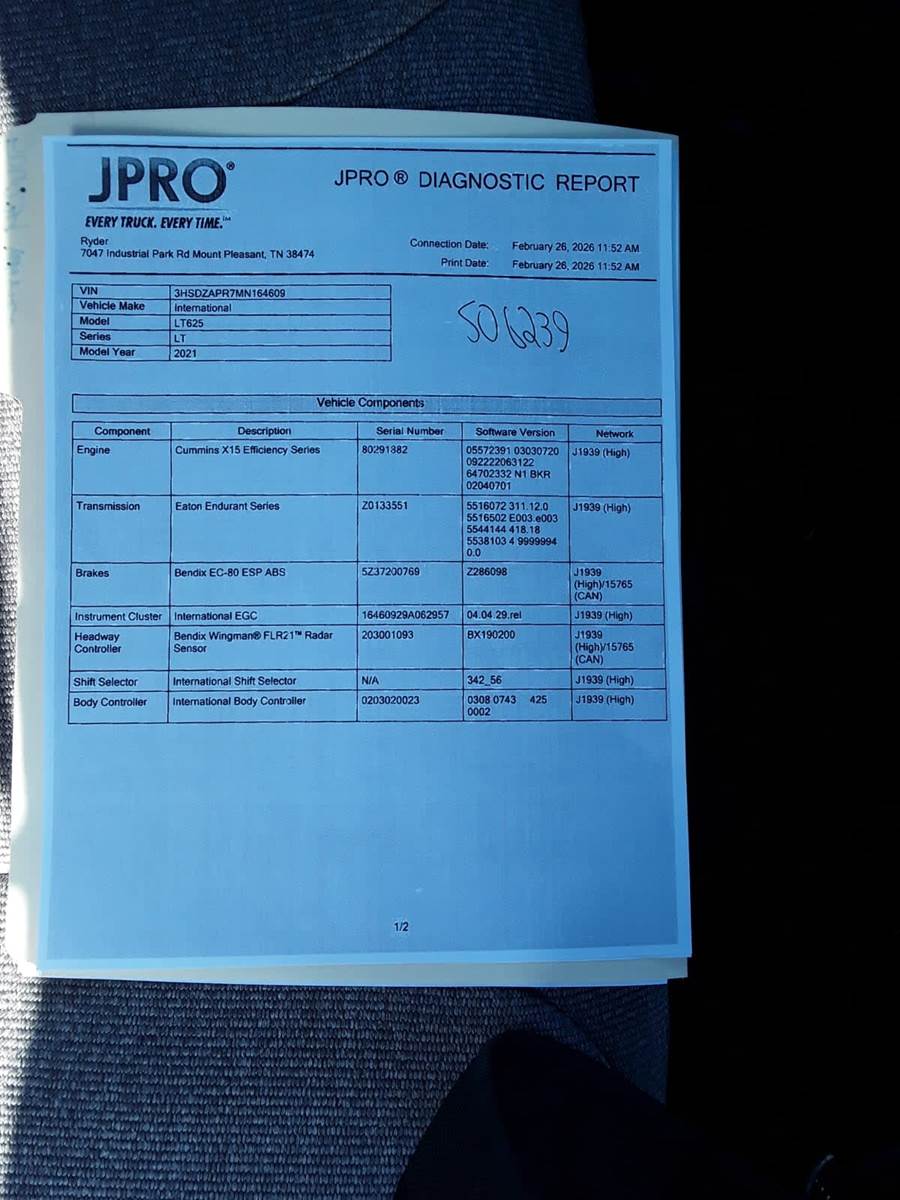 JPRO®
JPRO® DIAGNOSTIC REPORT
EVERY TRUCK. EVERY TIME.™
Ryder
7047 Industrial Park Rd Mount Pleasant, TN 38474
Connection Date: February 26, 2026 11:52 AM
Print Date: February 26, 2026 11:52 AM
VIN 3HSDZAPR7MN164609
Vehicle Make International
Model LT625
Series LT
Model Year 2021
506239
Vehicle Components
Component Description Serial Number Software Version Network
Engine Cummins X15 Efficiency Series 80291882 05572391 03030720 J1939 (High)
092222063122
64702332 N1 BKR
02040701
Transmission Eaton Endurant Series Z0133551 5516072 311.12.0 J1939 (High)
5516502 E003.e003
5544144 418.18
5538103 4 9999994
0.0
Brakes Bendix EC-80 ESP ABS 5Z37200769 Z286098 J1939
(High)/15765
(CAN)
Instrument Cluster International EGC 16460929A062957 04.04.29.rel J1939 (High)
Headway Bendix Wingman® FLR21™ Radar 203001093 BX190200 J1939
Controller Sensor (High)/15765
(CAN)
Shift Selector International Shift Selector N/A 342_56 J1939 (High)
Body Controller International Body Controller 0203020023 0308 0743 425 J1939 (High)
0002
1/2